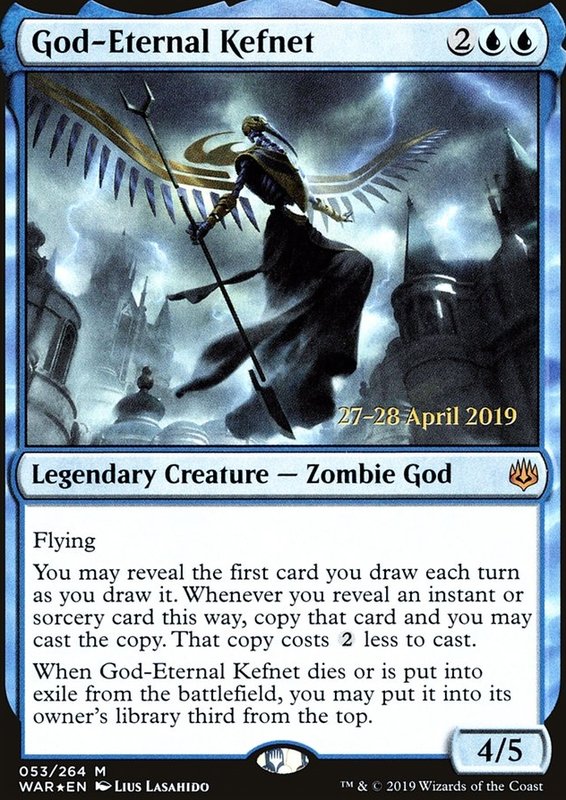 God-Eternal Kefnet 2
27–28 April 2019
Legendary Creature — Zombie God
Flying
You may reveal the first card you draw each turn
as you draw it. Whenever you reveal an instant or
sorcery card this way, copy that card and you may
cast the copy. That copy costs 2 less to cast.
When God-Eternal Kefnet dies or is put into
exile from the battlefield, you may put it into its
owner's library third from the top.
4/5
053/264 M
WAR★EN Lius Lasahido
™ & © 2019 Wizards of the Coast